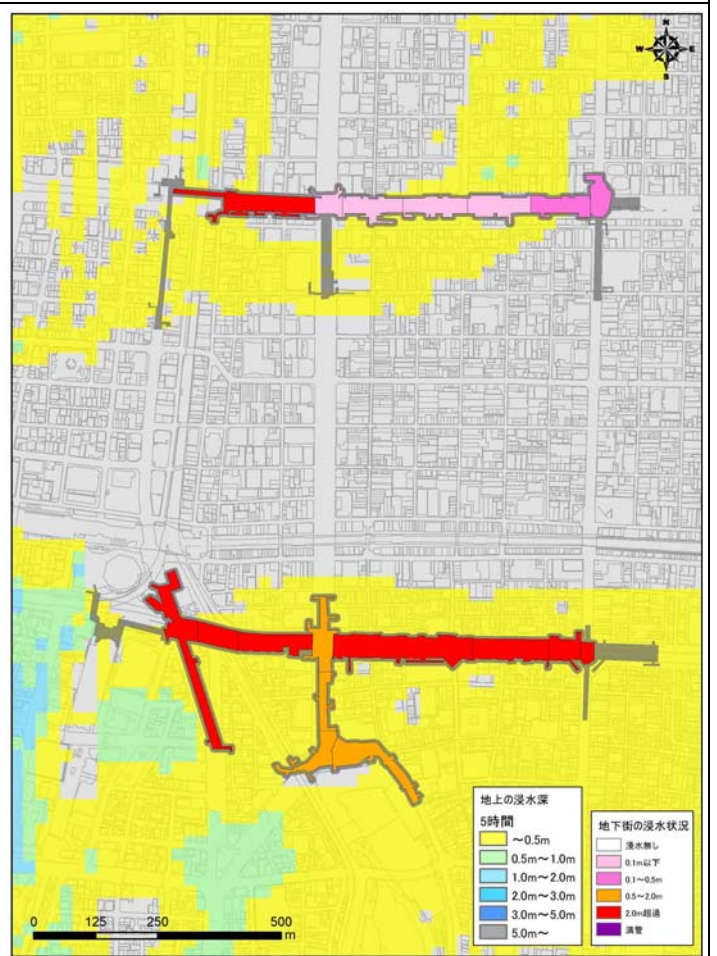 N
W E
S
地上の浸水深
5時間
～0.5m
0.5m～1.0m
1.0m～2.0m
2.0m～3.0m
3.0m～5.0m
5.0m～
地下街の浸水状況
浸水無し
0.1m以下
0.1～0.5m
0.5～2.0m
2.0m超過
満管
0 125 250 500
m